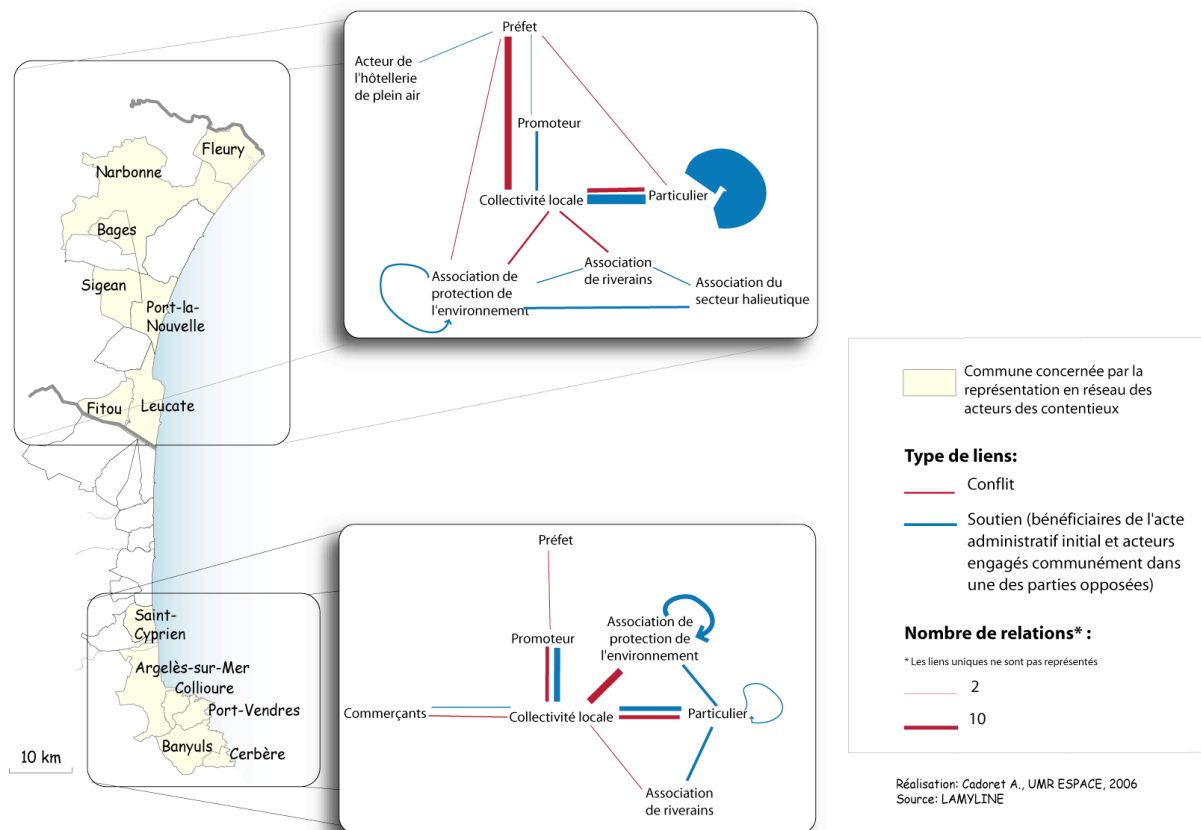 Préfet
Acteur de
l'hôtellerie
de plein air
Promoteur
Collectivité locale
Particulier
Association de
protection de
l'environnement
Association
de riverains
Association du
secteur halieutique
Fleury
Narbonne
Bages
Sigean
Port-la-
Nouvelle
Fitou
Leucate
Saint-
Cyprien
Argelès-sur-Mer
Collioure
Port-Vendres
Banyuls
Cerbère
10 km
Préfet
Promoteur
Association de
protection de
l'environnement
Commerçants
Collectivité locale
Particulier
Association
de riverains
Commune concernée par la
représentation en réseau des
acteurs des contentieux
Type de liens:
Conflit
Soutien (bénéficiaires de l'acte
administratif initial et acteurs
engagés communément dans
une des parties opposées)
Nombre de relations* :
* Les liens uniques ne sont pas représentés
2
10
Réalisation: Cadoret A., UMR ESPACE, 2006
Source: LAMYLINE